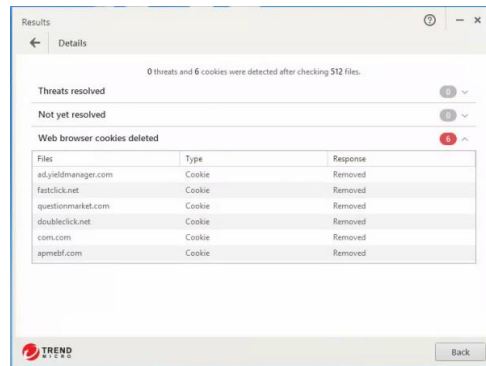 Results
Details
0 threats and 6 cookies were detected after checking 512 files.
Threats resolved 0
Not yet resolved 0
Web browser cookies deleted 6
Files Type Response
ad.yieldmanager.com Cookie Removed
fastclick.net Cookie Removed
questionmarket.com Cookie Removed
doubleclick.net Cookie Removed
com.com Cookie Removed
apmebf.com Cookie Removed
TREND
MICRO
Back